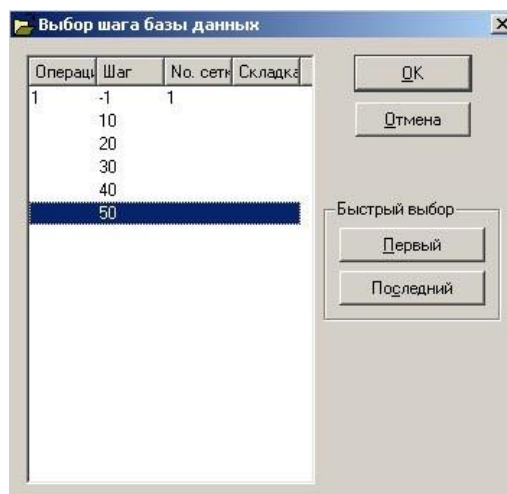 Выбор шага базы данных
Операци Шаг No. сетк Складка
1 -1 1
10
20
30
40
50
OK
Отмена
Быстрый выбор
Первый
Последний